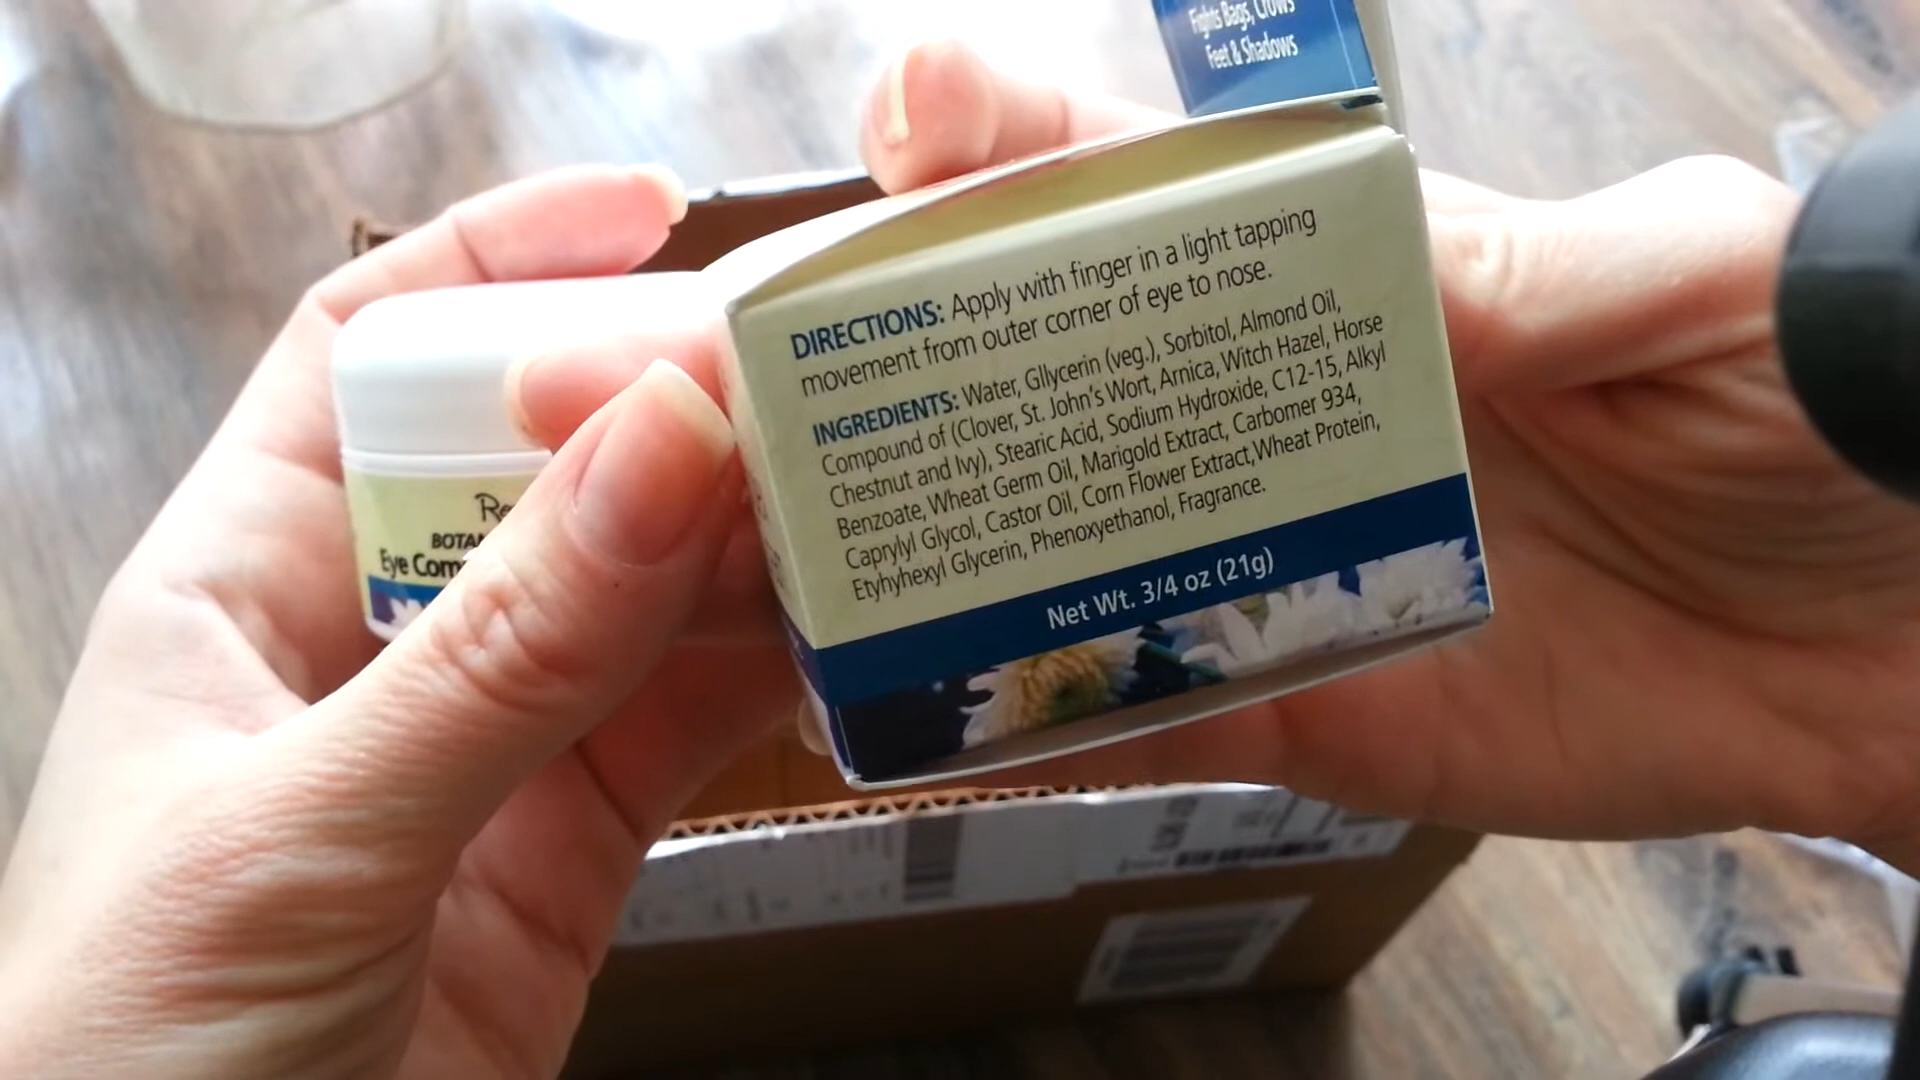 Fights Bags, Crows
Feet & Shadows
DIRECTIONS: Apply with finger in a light tapping
movement from outer corner of eye to nose.
INGREDIENTS: Water, Gllycerin (veg.), Sorbitol, Almond Oil,
Compound of (Clover, St. John's Wort, Arnica, Witch Hazel, Horse
Chestnut and Ivy), Stearic Acid, Sodium Hydroxide, C12-15, Alkyl
Benzoate, Wheat Germ Oil, Marigold Extract, Carbomer 934,
Caprylyl Glycol, Castor Oil, Corn Flower Extract,Wheat Protein,
Etyhyhexyl Glycerin, Phenoxyethanol, Fragrance.
Net Wt. 3/4 oz (21g)
Re
BOTAN
Eye Com